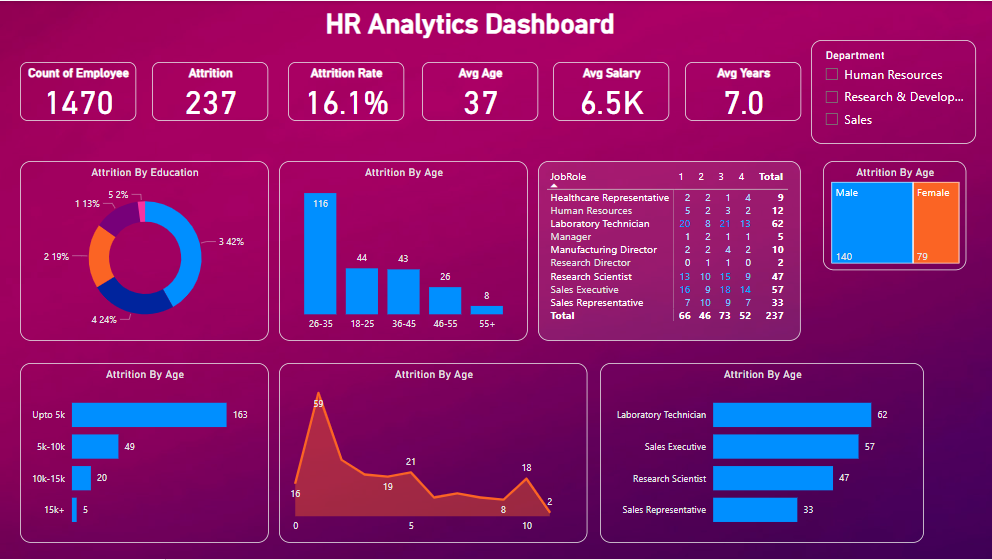 HR Analytics Dashboard
Count of Employee
1470
Attrition
237
Attrition Rate
16.1%
Avg Age
37
Avg Salary
6.5K
Avg Years
7.0
Department
Human Resources
Research & Develop...
Sales
Attrition By Education
5 2%
1 13%
2 19%
4 24%
3 42%
Attrition By Age
116
44
43
26
8
26-35 18-25 36-45 46-55 55+
JobRole 1 2 3 4 Total
Healthcare Representative 2 2 1 4 9
Human Resources 5 2 3 2 12
Laboratory Technician 20 8 21 13 62
Manager 1 2 1 1 5
Manufacturing Director 2 2 4 2 10
Research Director 0 1 1 0 2
Research Scientist 13 10 15 9 47
Sales Executive 16 9 18 14 57
Sales Representative 7 10 9 7 33
Total 66 46 73 52 237
Attrition By Age
Male
140
Female
79
Attrition By Age
Upto 5k 163
5k-10k 49
10k-15k 20
15k+ 5
Attrition By Age
16
59
19
21
8
18
2
0 5 10
Attrition By Age
Laboratory Technician 62
Sales Executive 57
Research Scientist 47
Sales Representative 33